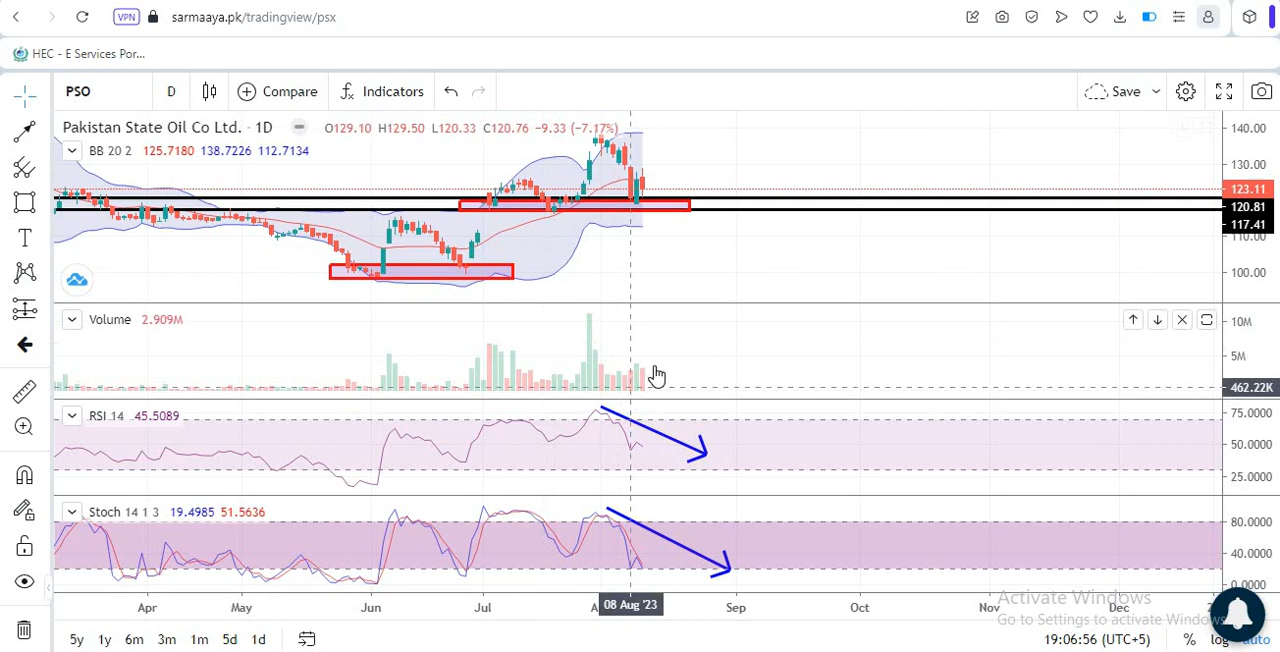 VPN sarmaaya.pk/tradingview/psx
HEC - E Services Por...
PSO D Compare Indicators Save
Pakistan State Oil Co Ltd. · 1D O129.10 H129.50 L120.33 C120.76 -9.33 (-7.17%)
BB 20 2 125.7180 138.7226 112.7134
140.00
130.00
123.11
120.81
117.41
110.00
100.00
Volume 2.909M
10M
5M
462.22K
RSI 14 45.5089
75.0000
50.0000
25.0000
Stoch 14 1 3 19.4985 51.5636
80.0000
40.0000
0.0000
Apr May Jun Jul 08 Aug '23 Sep Oct Nov Dec
Activate Windows
Go to Settings to activate Windows
5y 1y 6m 3m 1m 5d 1d 19:06:56 (UTC+5) % log auto